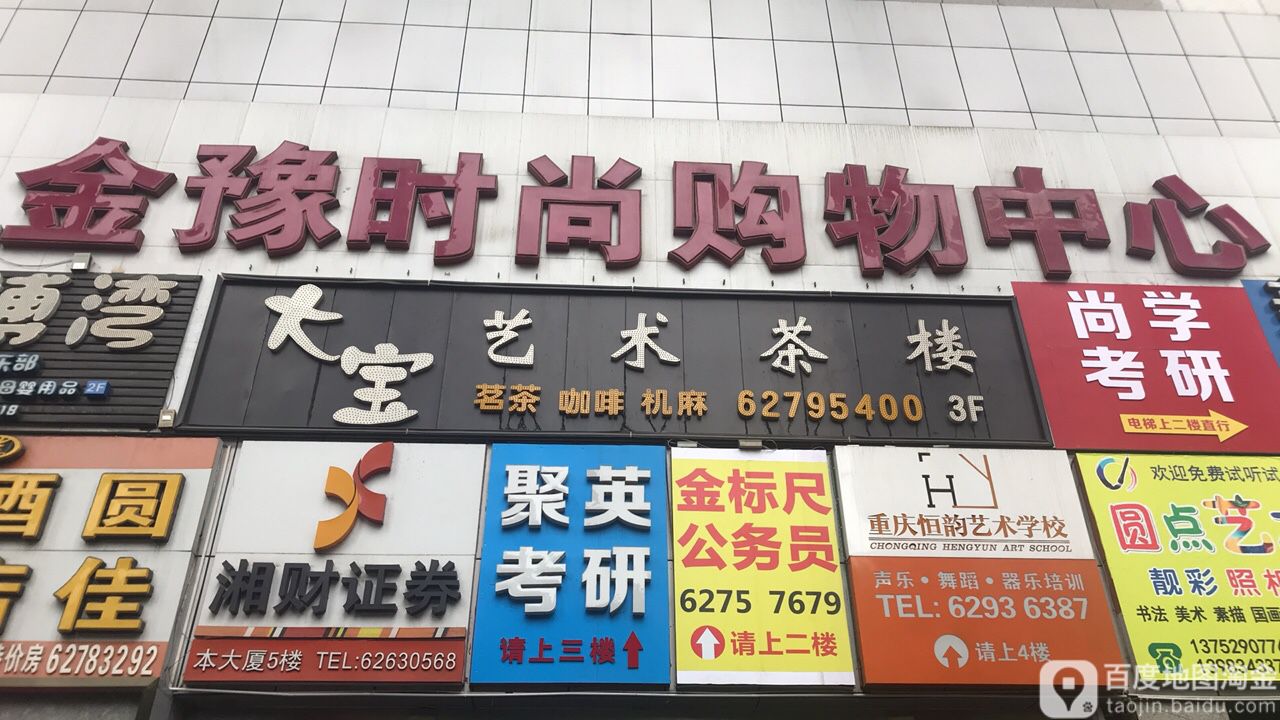 金豫时尚购物中心
湾
母婴用品 2F
大宝
艺术茶楼
茗茶 咖啡 机麻 62795400 3F
尚学
考研
电梯上二楼直行
圆
佳
价房 62783292
湘财证券
本大厦5楼 TEL:62630568
聚英
考研
请上三楼
金标尺
公务员
6275 7679
请上二楼
HY
重庆恒韵艺术学校
CHONGQING HENGYUN ART SCHOOL
声乐·舞蹈·器乐培训
TEL: 6293 6387
请上4楼
欢迎免费试听
圆点艺
靓彩 照相
书法 美术 素描 国画
百度地图淘金
taojin.baidu.com